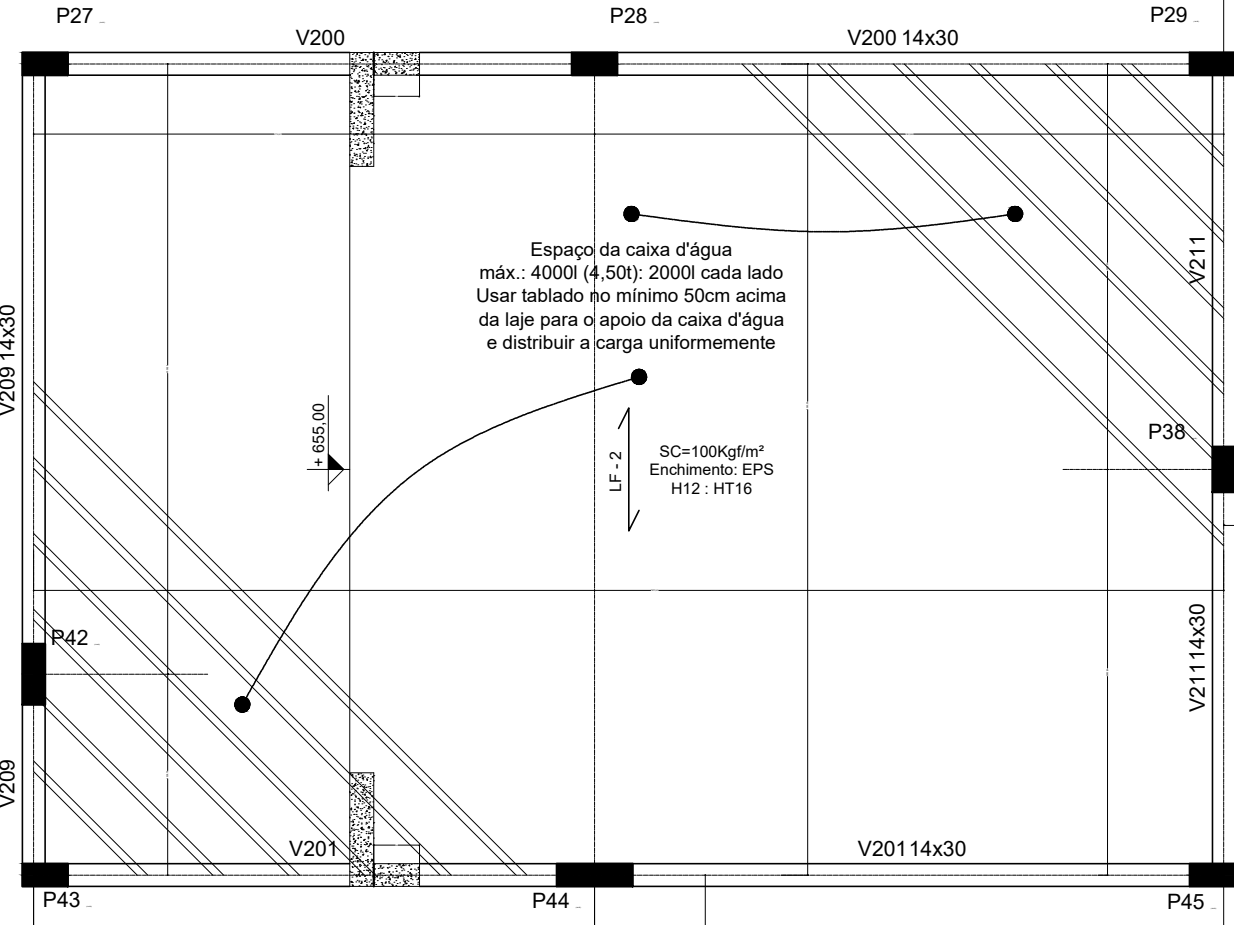 P27
P28
P29
V200
V200 14x30
Espaço da caixa d'água
máx.: 4000l (4,50t): 2000l cada lado
Usar tablado no mínimo 50cm acima
da laje para o apoio da caixa d'água
e distribuir a carga uniformemente
V211
V209 14x30
+ 655,00
LF - 2
SC=100Kgf/m²
Enchimento: EPS
H12 : HT16
P38
P42
V211 14x30
V209
V201
V201 14x30
P43
P44
P45